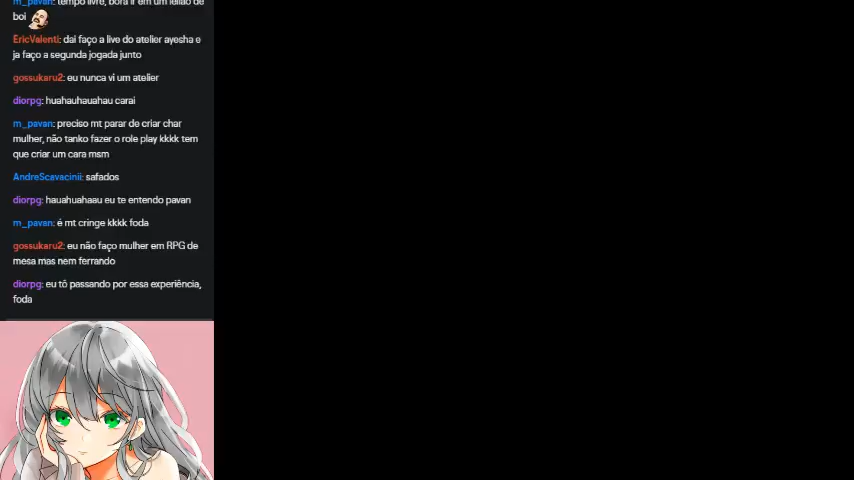 m_pavan: tempo livre, bora ir em um leilão de
boi
EricValenti: dai faço a live do atelier ayesha e
ja faço a segunda jogada junto
gossukaru2: eu nunca vi um atelier
diorpg: huahauhauahau carai
m_pavan: preciso mt parar de criar char
mulher, não tanko fazer o role play kkkk tem
que criar um cara msm
AndreScavacinii: safados
diorpg: hauahuahaau eu te entendo pavan
m_pavan: é mt cringe kkkk foda
gossukaru2: eu não faço mulher em RPG de
mesa mas nem ferrando
diorpg: eu tô passando por essa experiência,
foda